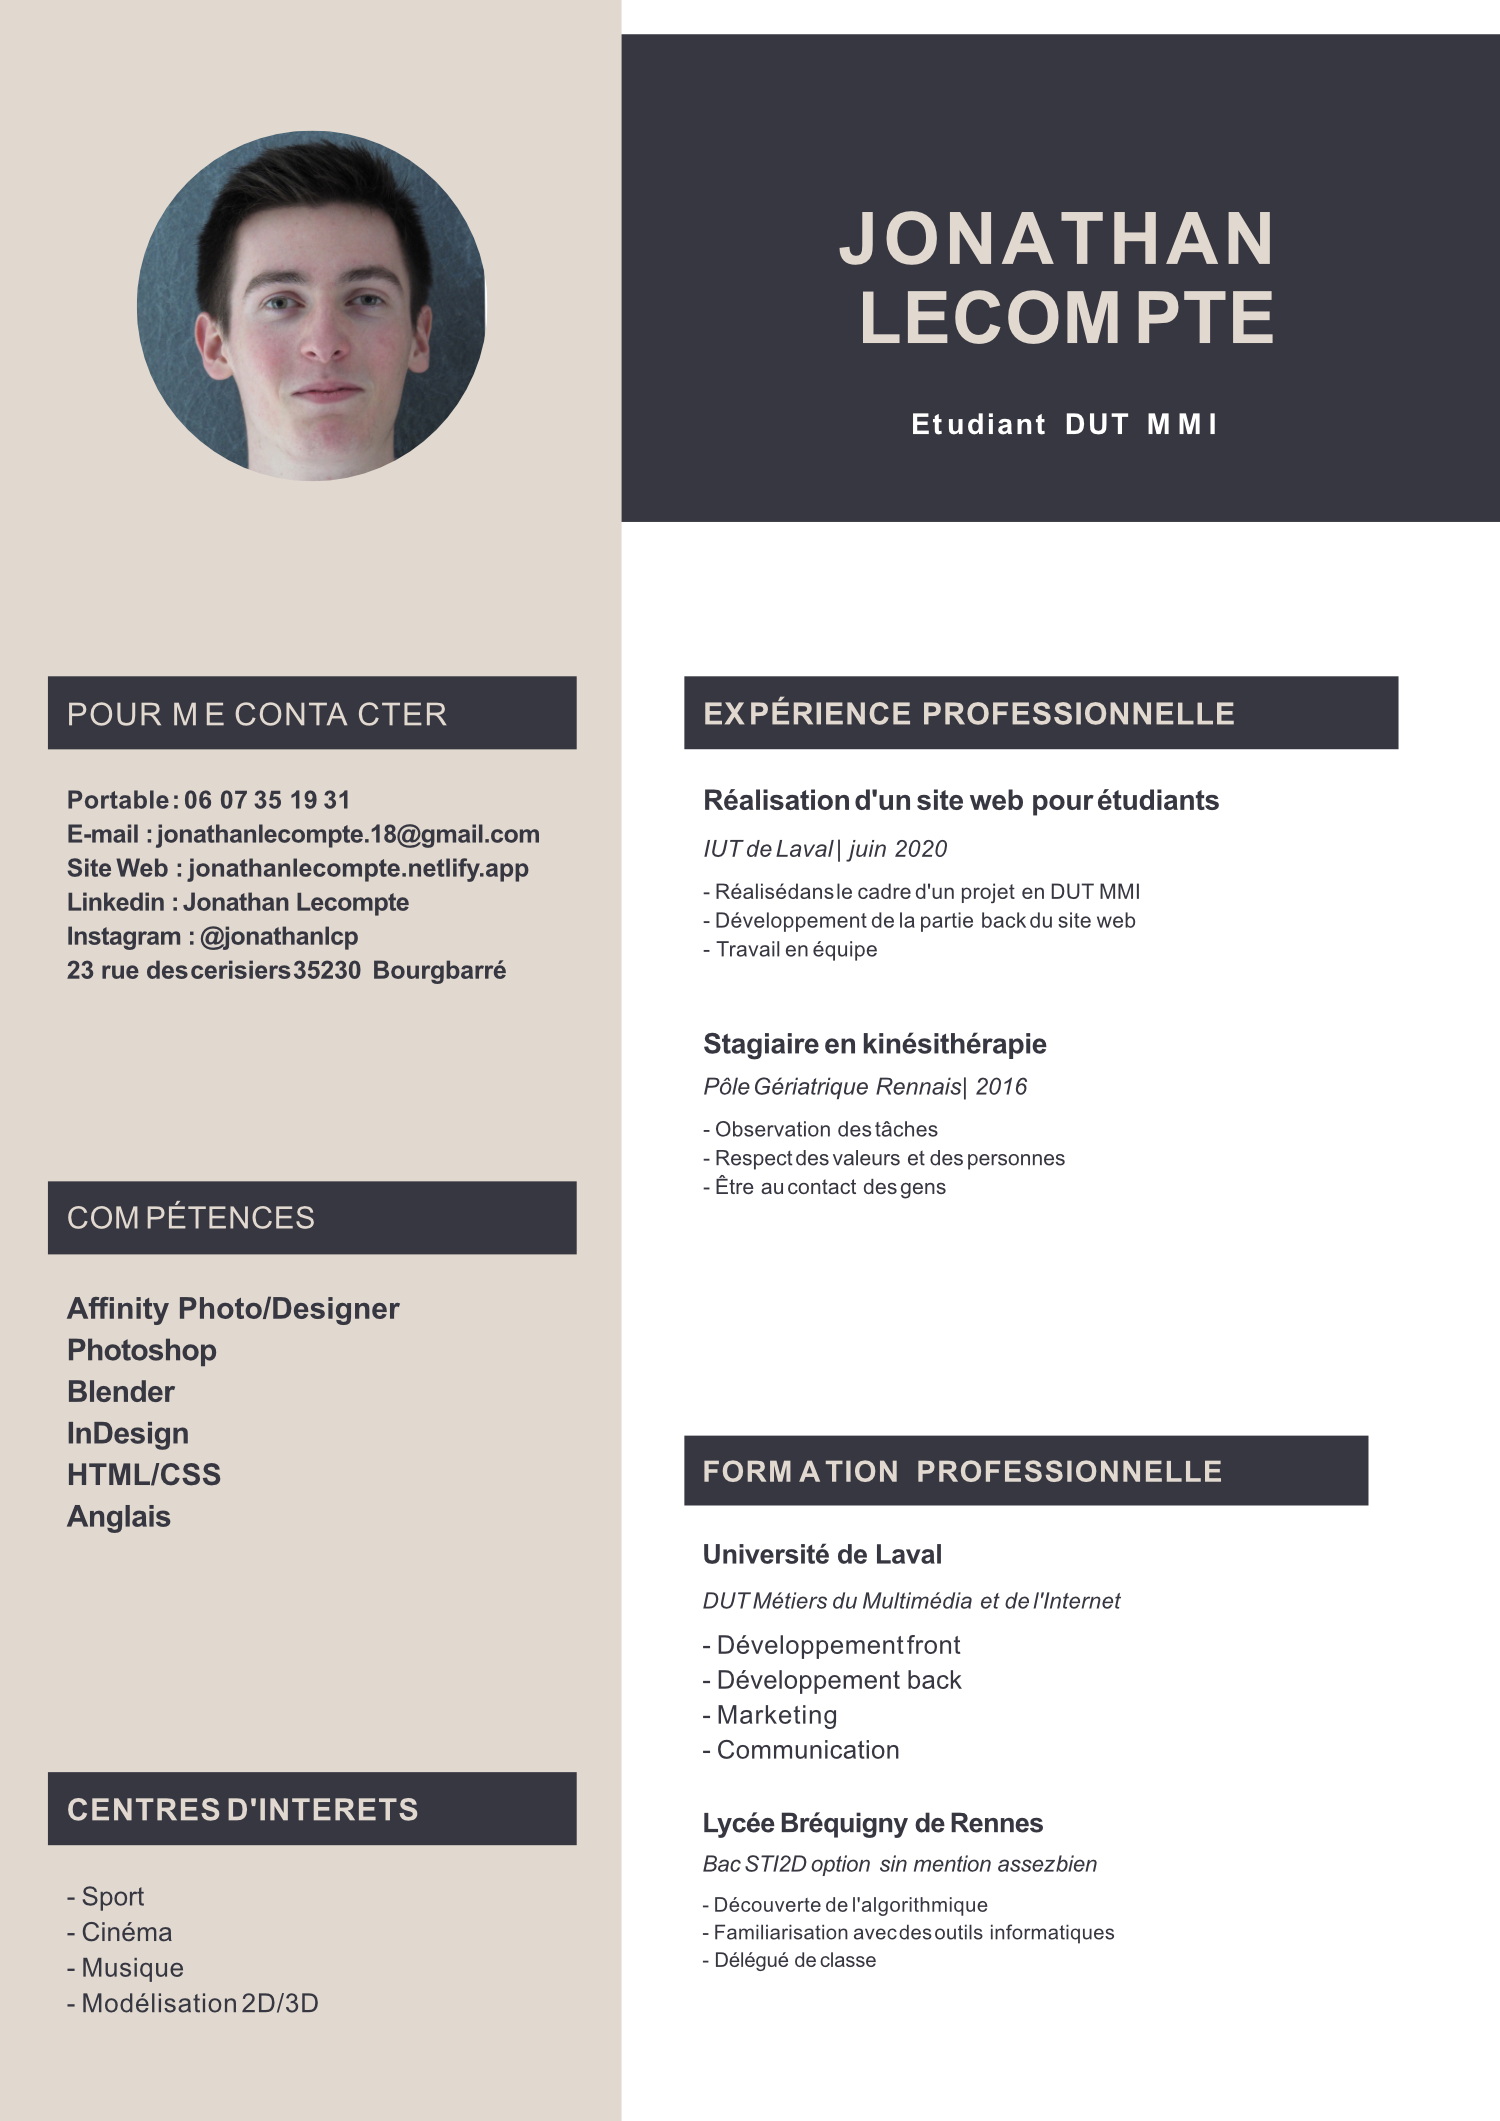 JONATHAN
LECOMPTE
Etudiant DUT MMI
POUR ME CONTACTER
Portable : 06 07 35 19 31
E-mail : jonathanlecompte.18@gmail.com
Site Web : jonathanlecompte.netlify.app
Linkedin : Jonathan Lecompte
Instagram : @jonathanlcp
23 rue des cerisiers 35230 Bourgbarré
COMPÉTENCES
Affinity Photo/Designer
Photoshop
Blender
InDesign
HTML/CSS
Anglais
CENTRES D'INTERETS
- Sport
- Cinéma
- Musique
- Modélisation 2D/3D
EXPÉRIENCE PROFESSIONNELLE
Réalisation d'un site web pour étudiants
IUT de Laval | juin 2020
- Réalisé dans le cadre d'un projet en DUT MMI
- Développement de la partie back du site web
- Travail en équipe
Stagiaire en kinésithérapie
Pôle Gériatrique Rennais | 2016
- Observation des tâches
- Respect des valeurs et des personnes
- Être au contact des gens
FORMATION PROFESSIONNELLE
Université de Laval
DUT Métiers du Multimédia et de l'Internet
- Développement front
- Développement back
- Marketing
- Communication
Lycée Bréquigny de Rennes
Bac STI2D option sin mention assez bien
- Découverte de l'algorithmique
- Familiarisation avec des outils informatiques
- Délégué de classe